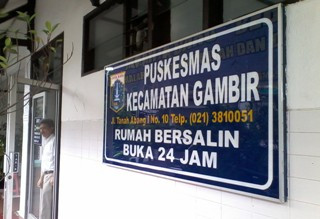 PUSKESMAS
KECAMATAN GAMBIR
Jl. Tanah Abang I No. 10 Telp. (021) 3810051
RUMAH BERSALIN
BUKA 24 JAM